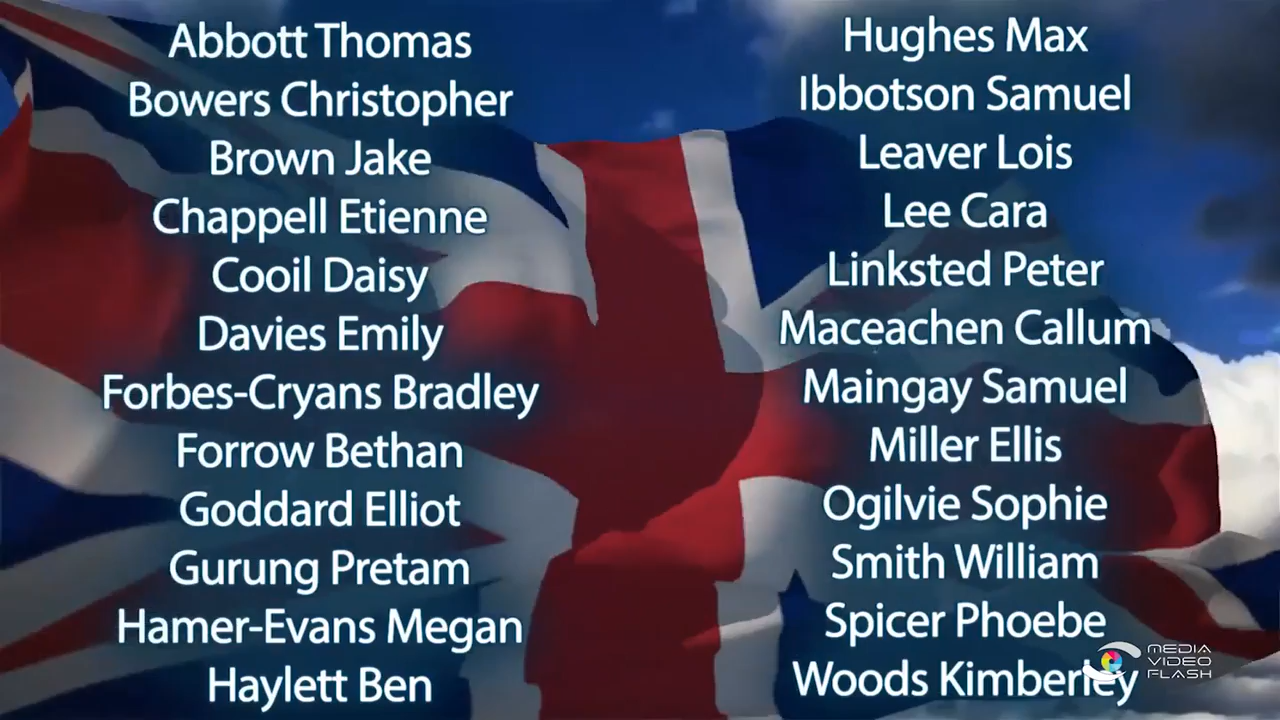 Abbott Thomas
Bowers Christopher
Brown Jake
Chappell Etienne
Cooil Daisy
Davies Emily
Forbes-Cryans Bradley
Forrow Bethan
Goddard Elliot
Gurung Pretam
Hamer-Evans Megan
Haylett Ben
Hughes Max
Ibbotson Samuel
Leaver Lois
Lee Cara
Linksted Peter
Maceachen Callum
Maingay Samuel
Miller Ellis
Ogilvie Sophie
Smith William
Spicer Phoebe
Woods Kimberley
MEDIA
VIDEO
FLASH